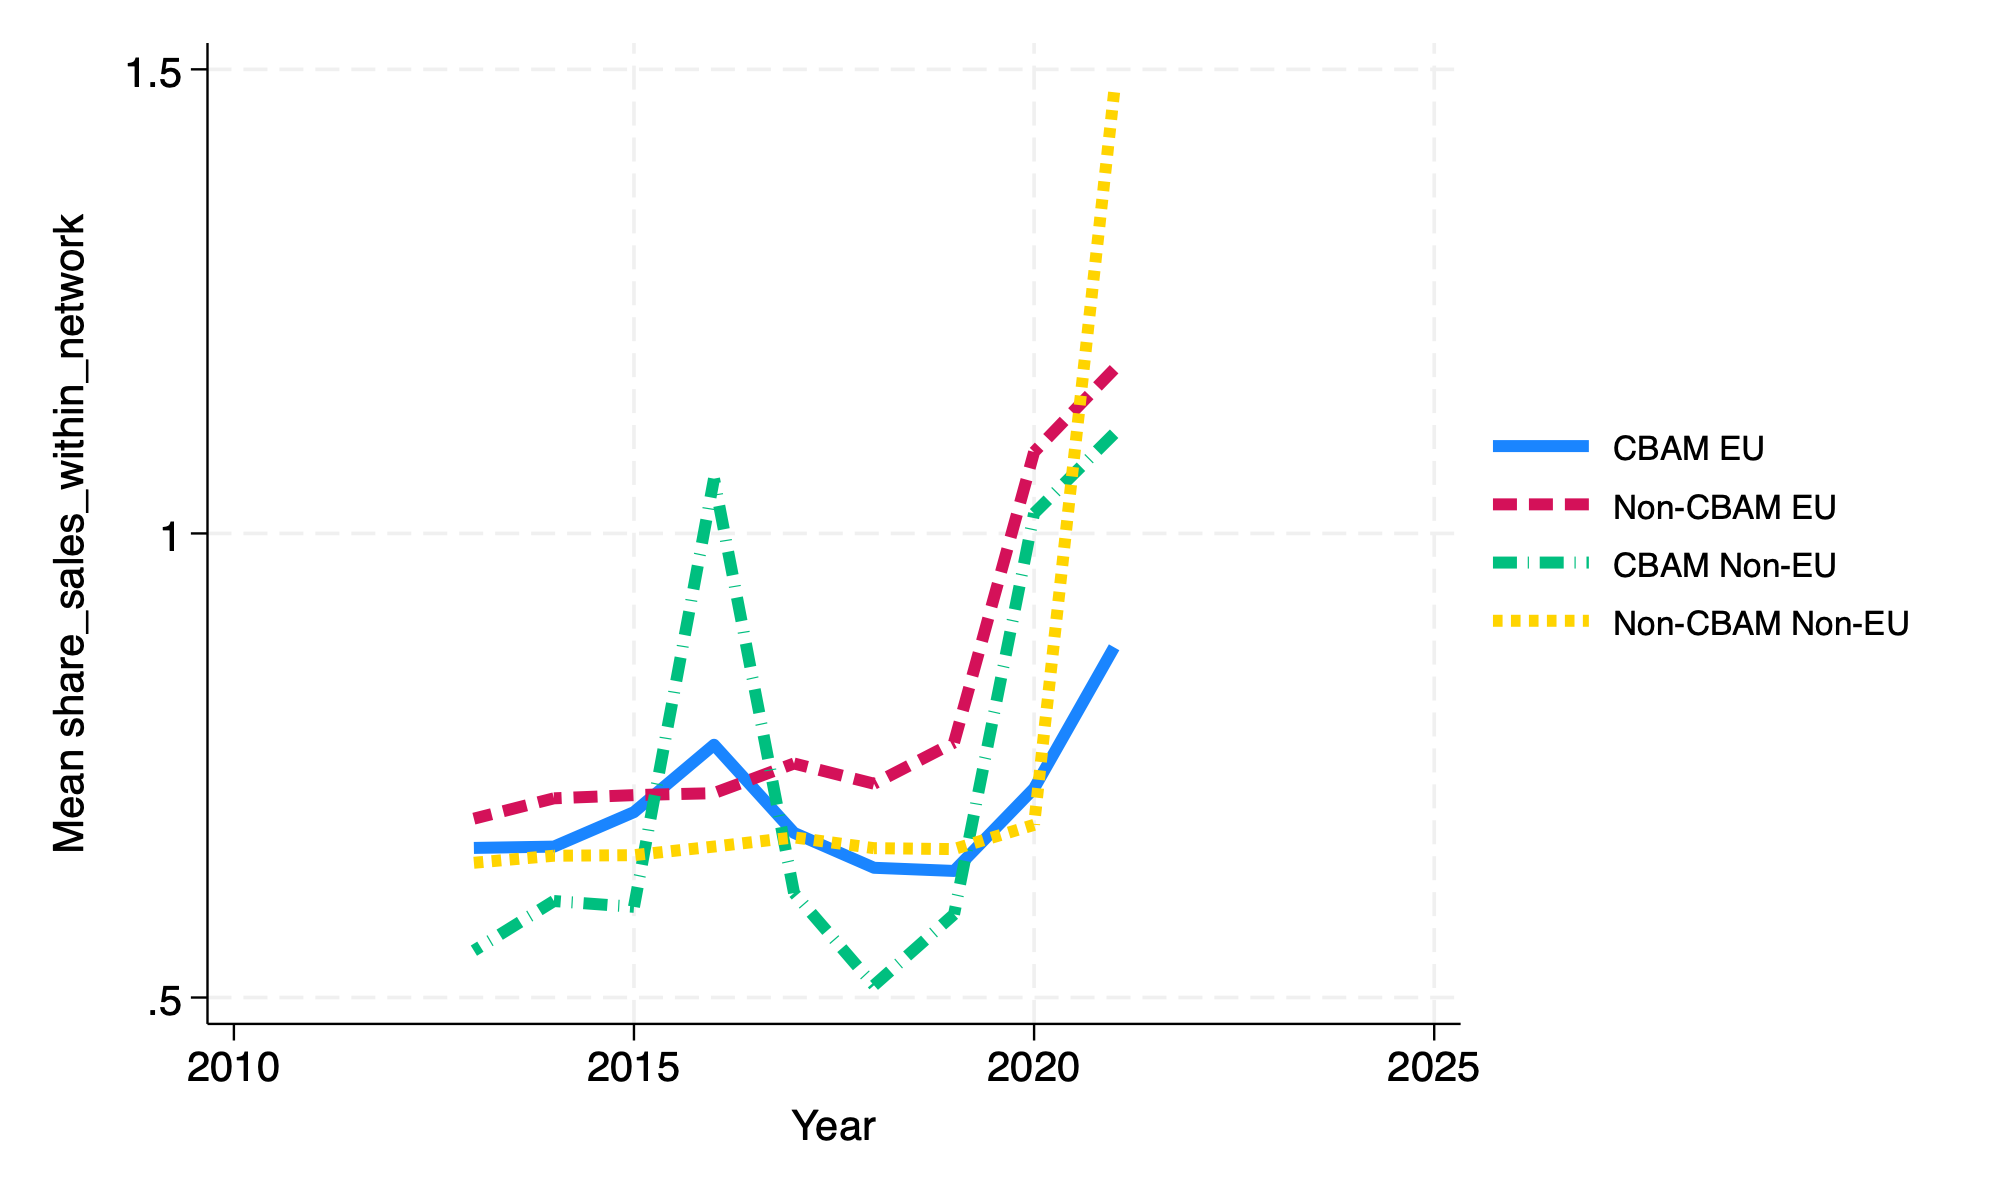 Mean share_sales_within_network
1.5
1
.5
2010
2015
2020
2025
Year
CBAM EU
Non-CBAM EU
CBAM Non-EU
Non-CBAM Non-EU